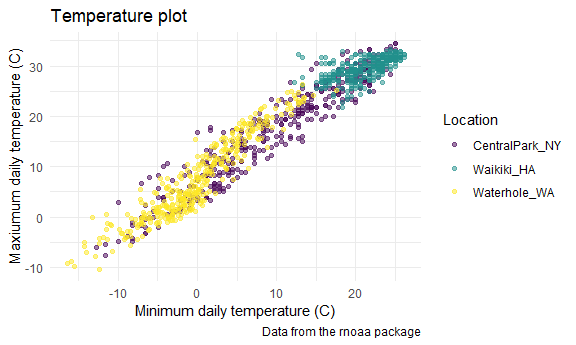 Temperature plot
Maxiumum daily temperature (C)
30
20
10
0
-10
-10
0
10
20
Minimum daily temperature (C)
Data from the rnoaa package
Location
CentralPark_NY
Waikiki_HA
Waterhole_WA